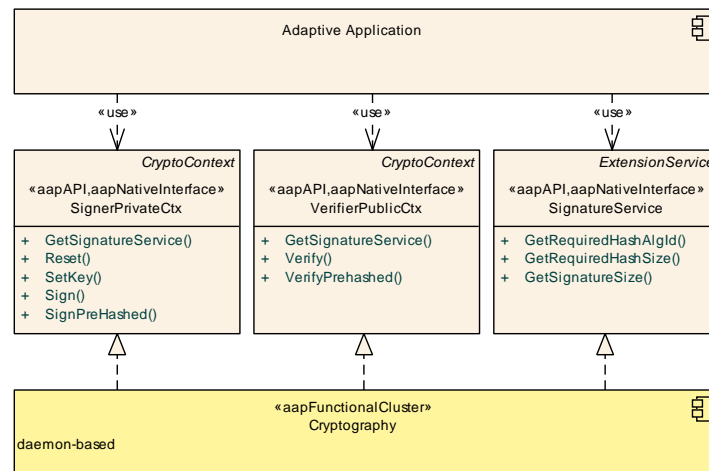 Adaptive Application
«use» «use» «use»
CryptoContext
«aapAPI,aapNativeInterface»
SignerPrivateCtx
+ GetSignatureService()
+ Reset()
+ SetKey()
+ Sign()
+ SignPreHashed()
CryptoContext
«aapAPI,aapNativeInterface»
VerifierPublicCtx
+ GetSignatureService()
+ Verify()
+ VerifyPrehashed()
ExtensionService
«aapAPI,aapNativeInterface»
SignatureService
+ GetRequiredHashAlgId()
+ GetRequiredHashSize()
+ GetSignatureSize()
«aapFunctionalCluster»
Cryptography
daemon-based